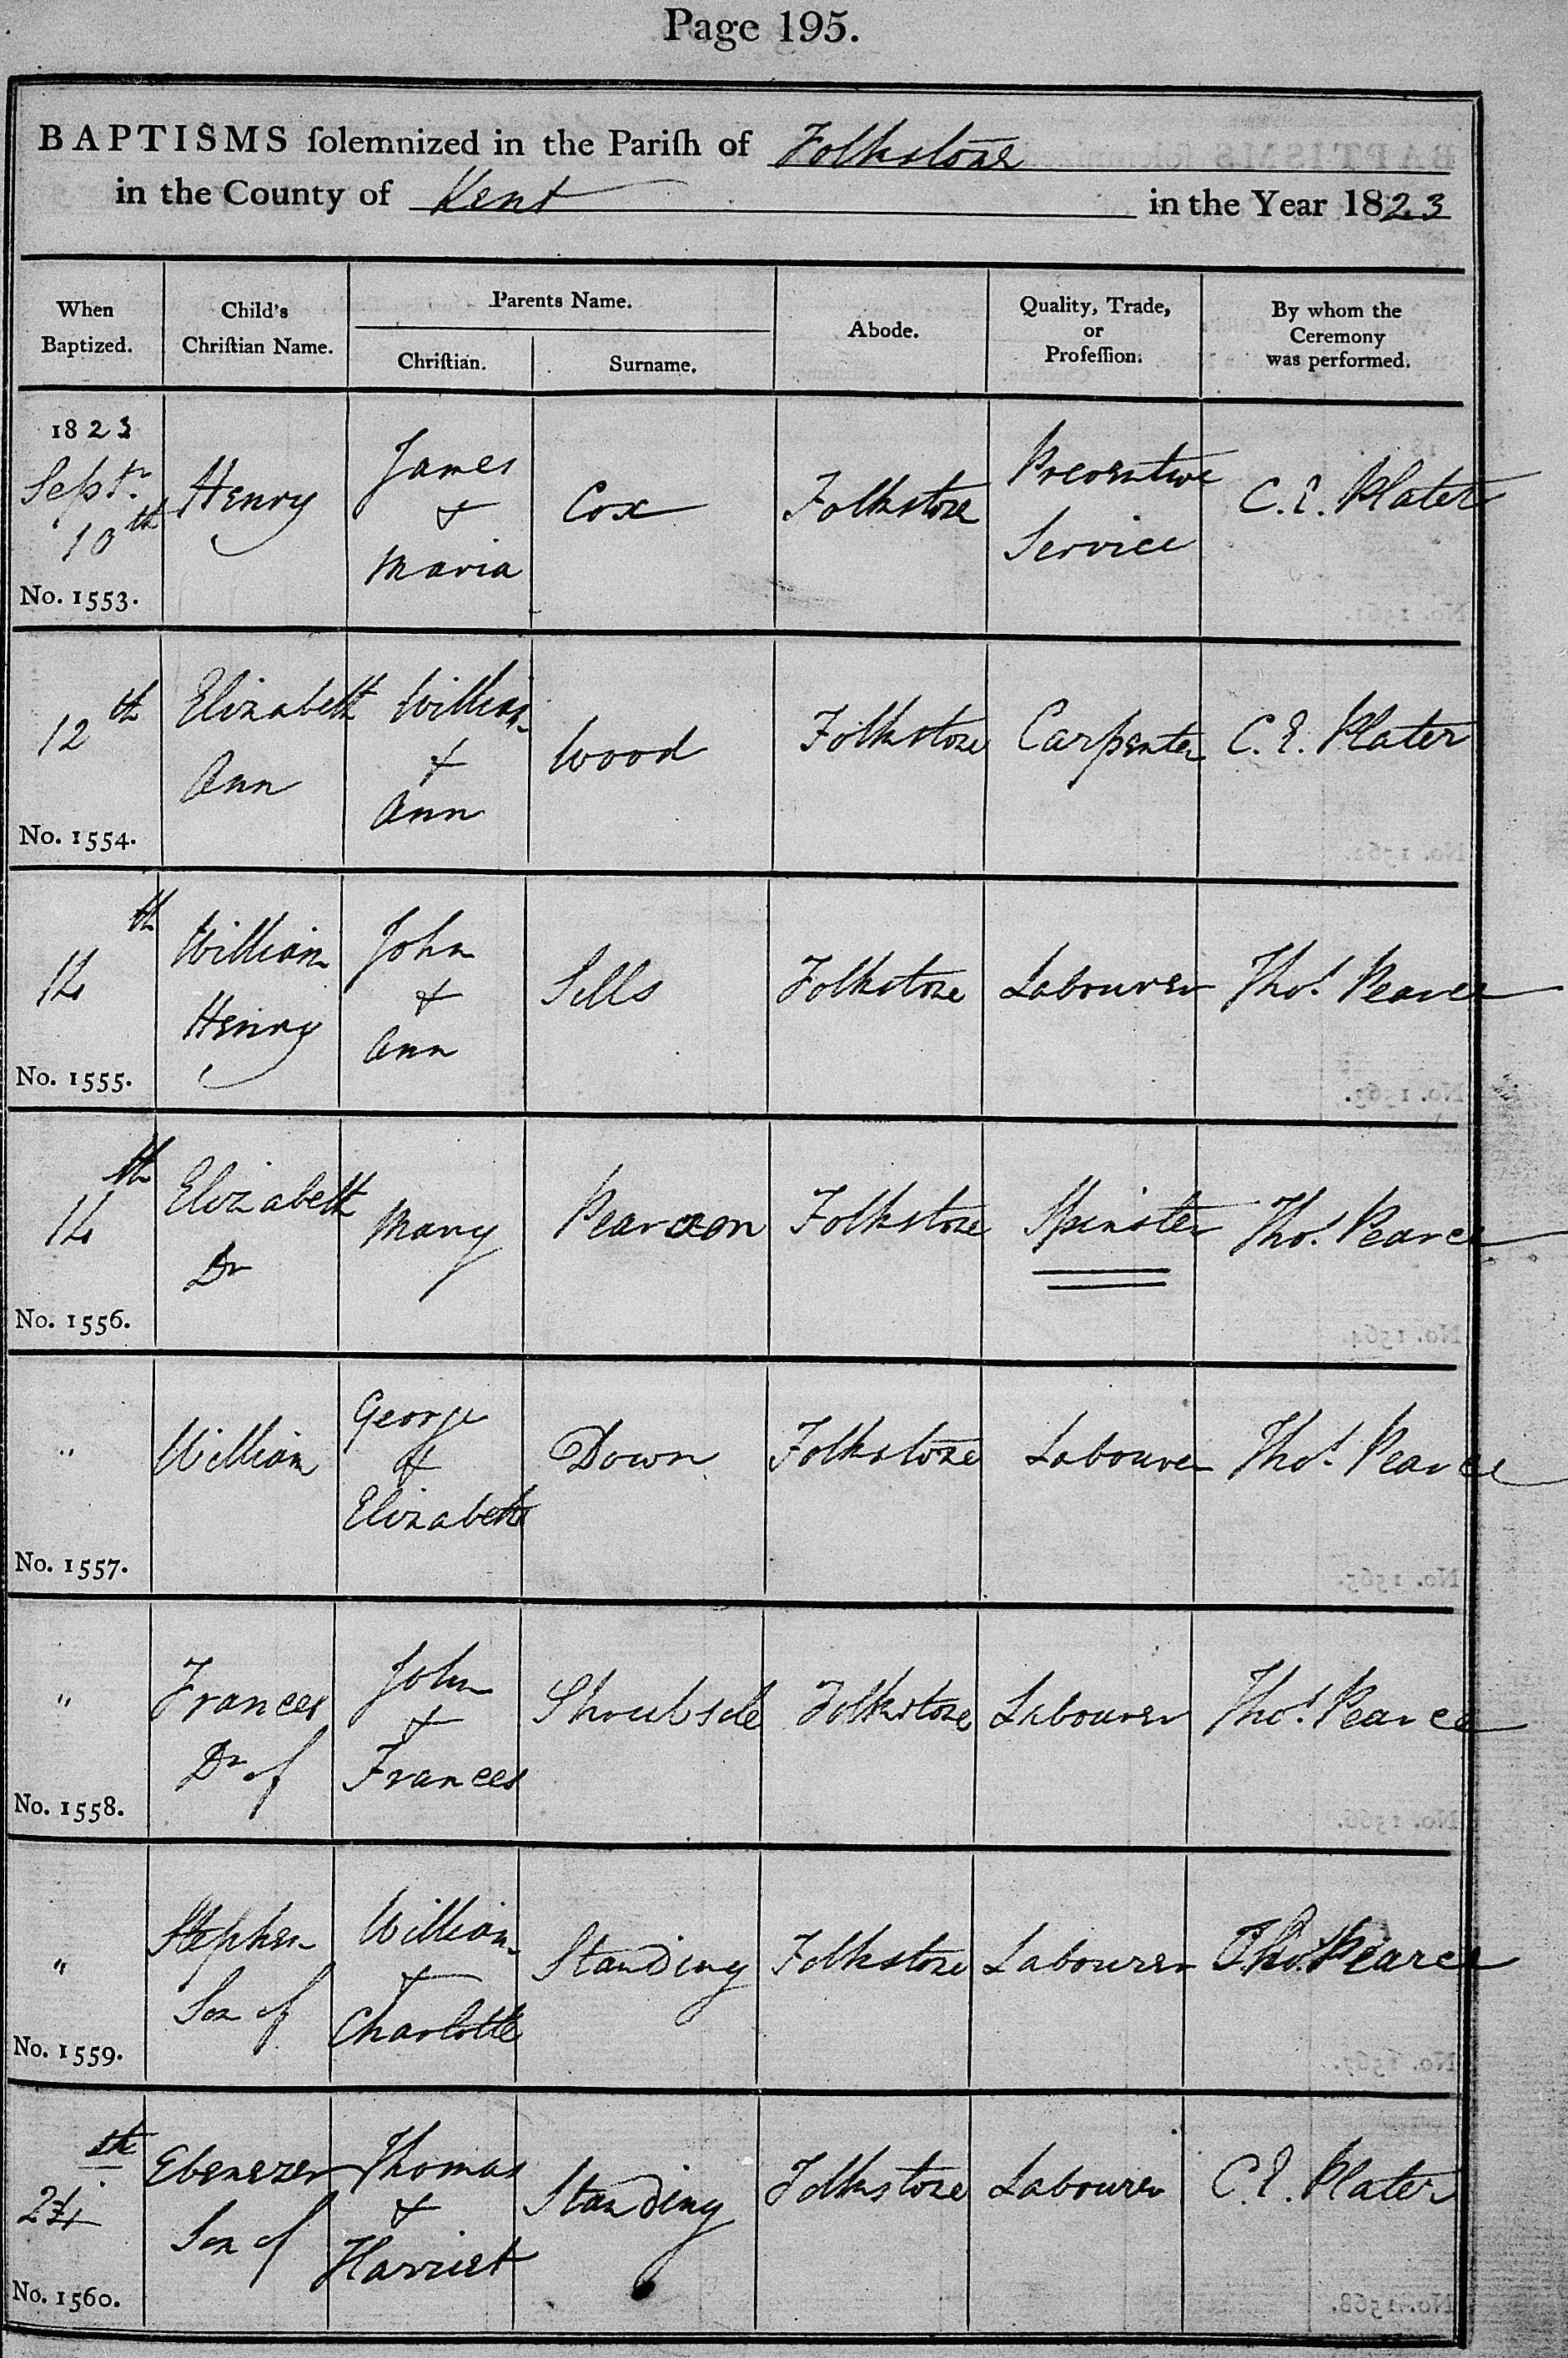 Page 195.
BAPTISMS ſolemnized in the Pariſh of Folkstone
in the County of Kent in the Year 1823
When
Baptized.
Child's
Chriſtian Name.
Parents Name.
Chriſtian.
Surname.
Abode.
Quality, Trade,
or
Profeſſion.
By whom the
Ceremony
was performed.
1823
Septr.
10th
No. 1553.
Henry
James
&
Maria
Cox
Folkstone
Preventive
Service
C. E. Plater
12th
No. 1554.
Elizabeth
Ann
William
&
Ann
Wood
Folkstone
Carpenter
C. E. Plater
14th
No. 1555.
William
Henry
John
&
Ann
Sills
Folkstone
Labourer
Thos. Pearce
14th
No. 1556.
Elizabeth
Dr
Mary
Folkstone
Spinster
Thos. Pearce
"
No. 1557.
William
George
&
Elizabeth
Down
Folkstone
Labourer
Thos. Pearce
"
No. 1558.
Frances
Dr of
John
&
Frances
Shrubsole
Folkstone
Labourer
Thos. Pearce
"
No. 1559.
Stephen
Son of
William
&
Charlotte
Standing
Folkstone
Labourer
Thos. Pearce
24th
No. 1560.
Ebenezer
Son of
Thomas
&
Harriet
Standing
Folkstone
Labourer
C. E. Plater